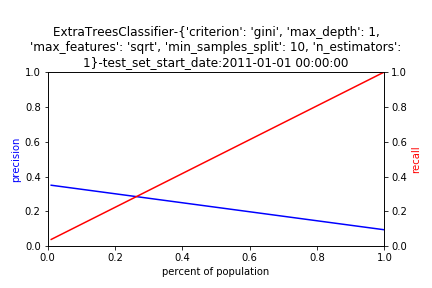 ExtraTreesClassifier-{'criterion': 'gini', 'max_depth': 1,
'max_features': 'sqrt', 'min_samples_split': 10, 'n_estimators':
1}-test_set_start_date:2011-01-01 00:00:00
1.0
0.8
0.6
0.4
0.2
0.0
precision
1.0
0.8
0.6
0.4
0.2
0.0
recall
0.0 0.2 0.4 0.6 0.8 1.0
percent of population